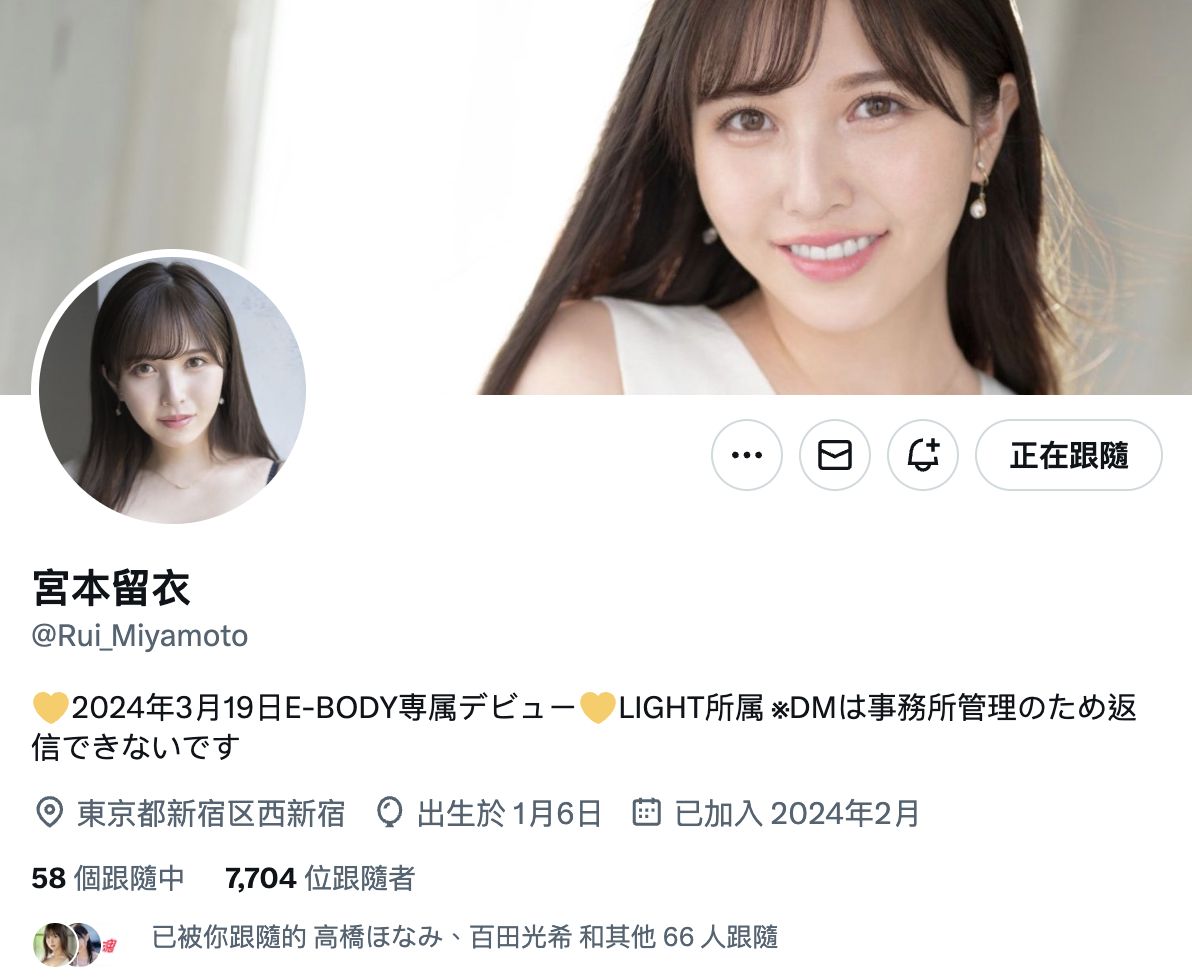 正在跟隨
宮本留衣
@Rui_Miyamoto
💛2024年3月19日E-BODY専属デビュー💛LIGHT所属 ※DMは事務所管理のため返
信できないです
東京都新宿区西新宿 出生於 1月6日 已加入 2024年2月
58 個跟隨中 7,704 位跟隨者
已被你跟隨的 高橋ほなみ、百田光希 和其他 66 人跟隨